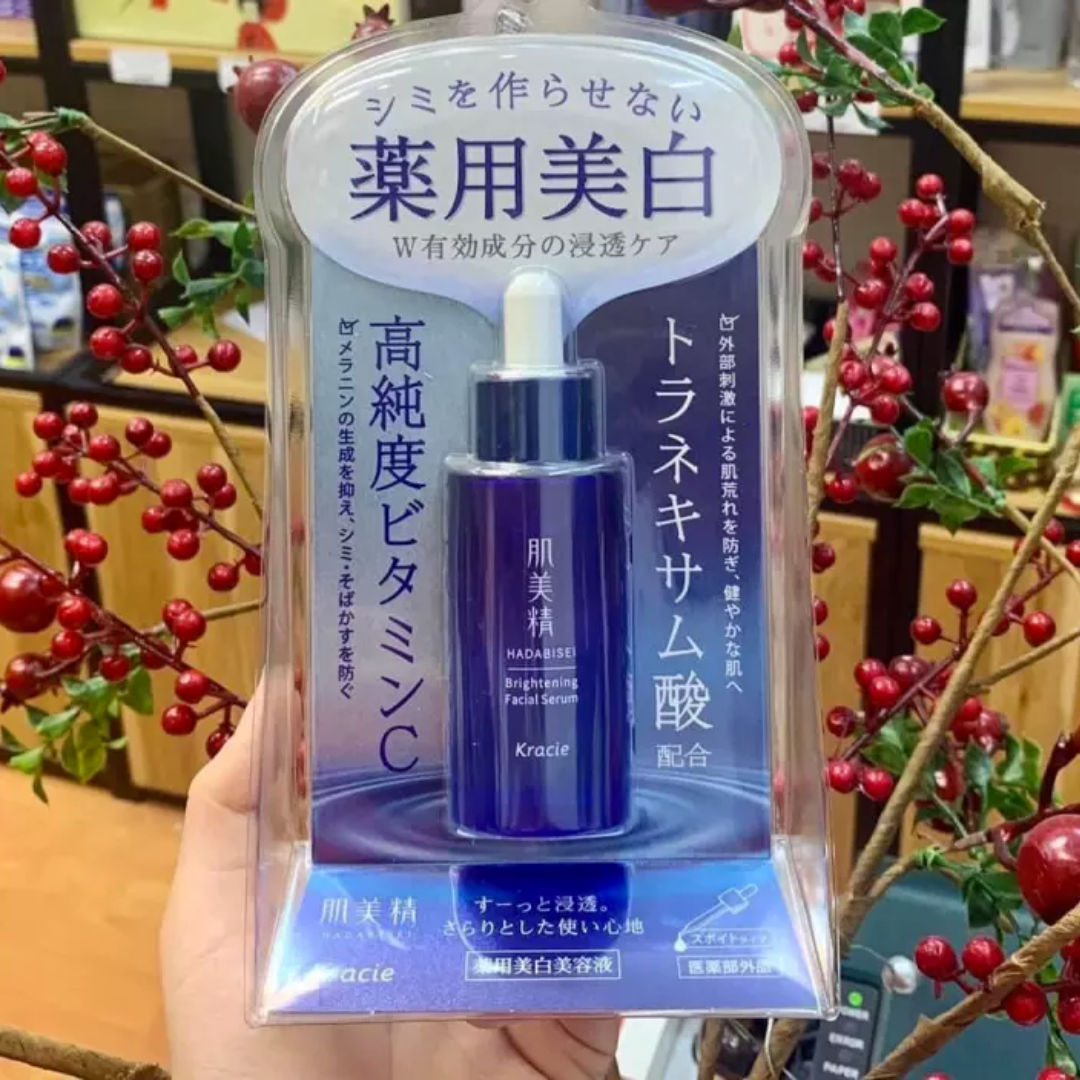 シミを作らせない
薬用美白
W有効成分の浸透ケア
高純度ビタミンC
メラニンの生成を抑え、シミ・そばかすを防ぐ
トラネキサム酸
配合
外部刺激による肌荒れを防ぎ、健やかな肌へ
肌美精
HADABISEI
Brightening
Facial Serum
Kracie
肌美精
HADABISEI
Kracie
すーっと浸透。
さらりとした使い心地
薬用美白美容液
スポイトタイプ
医薬部外品
POWER
ERROR
PAPER